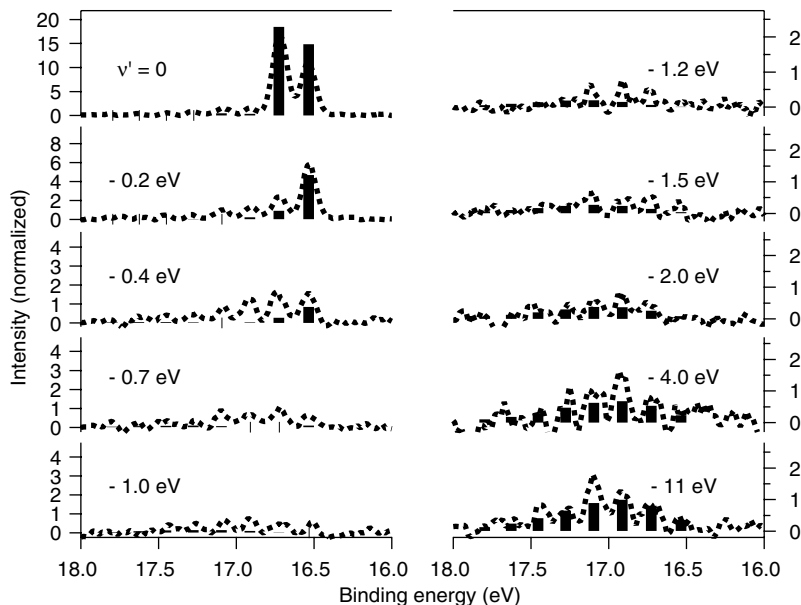 Intensity (normalized)
20
15
10
5
0
ν' = 0
8
6
4
2
0
- 0.2 eV
4
3
2
1
0
- 0.4 eV
4
3
2
1
0
- 0.7 eV
4
3
2
1
0
- 1.0 eV
18.0 17.5 17.0 16.5 16.0
2
1
0
- 1.2 eV
2
1
0
- 1.5 eV
2
1
0
- 2.0 eV
2
1
0
- 4.0 eV
2
1
0
- 11 eV
18.0 17.5 17.0 16.5 16.0
Binding energy (eV)